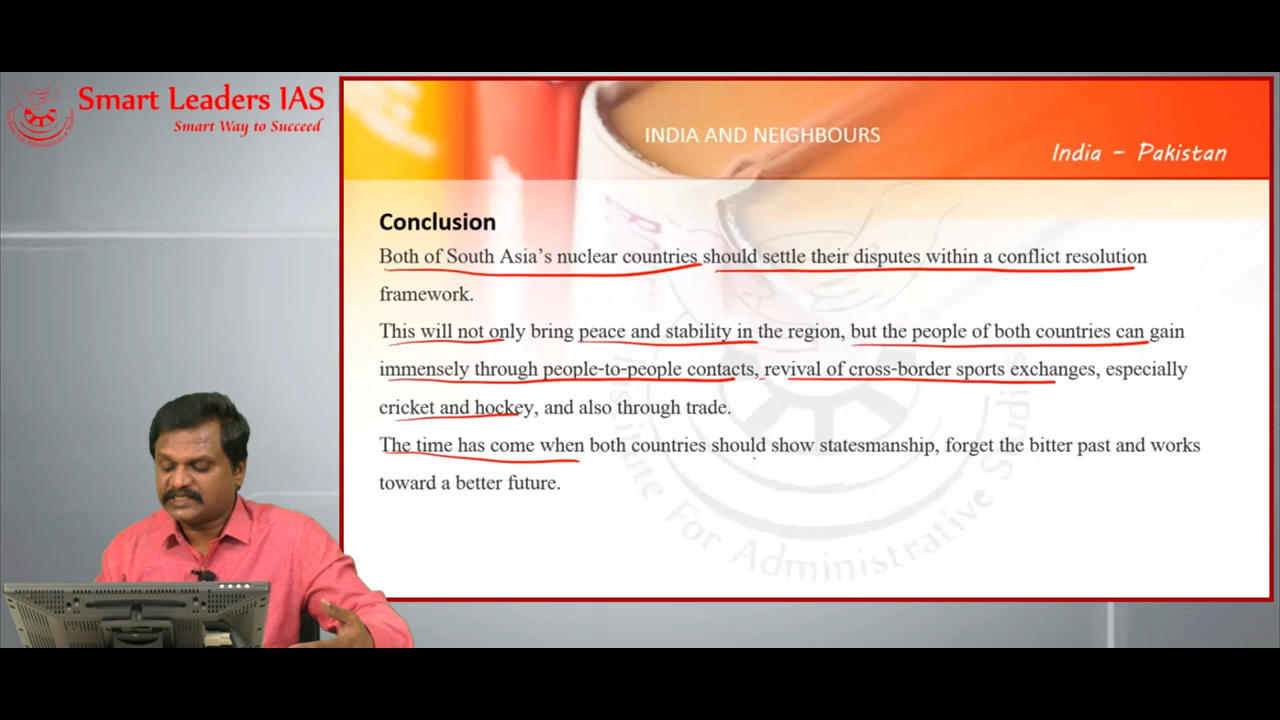 Smart Leaders IAS
Smart Way to Succeed
INDIA AND NEIGHBOURS
India – Pakistan
Conclusion
Both of South Asia's nuclear countries should settle their disputes within a conflict resolution
framework.
This will not only bring peace and stability in the region, but the people of both countries can gain
immensely through people-to-people contacts, revival of cross-border sports exchanges, especially
cricket and hockey, and also through trade.
The time has come when both countries should show statesmanship, forget the bitter past and works
toward a better future.
Institute For Administrative Studies